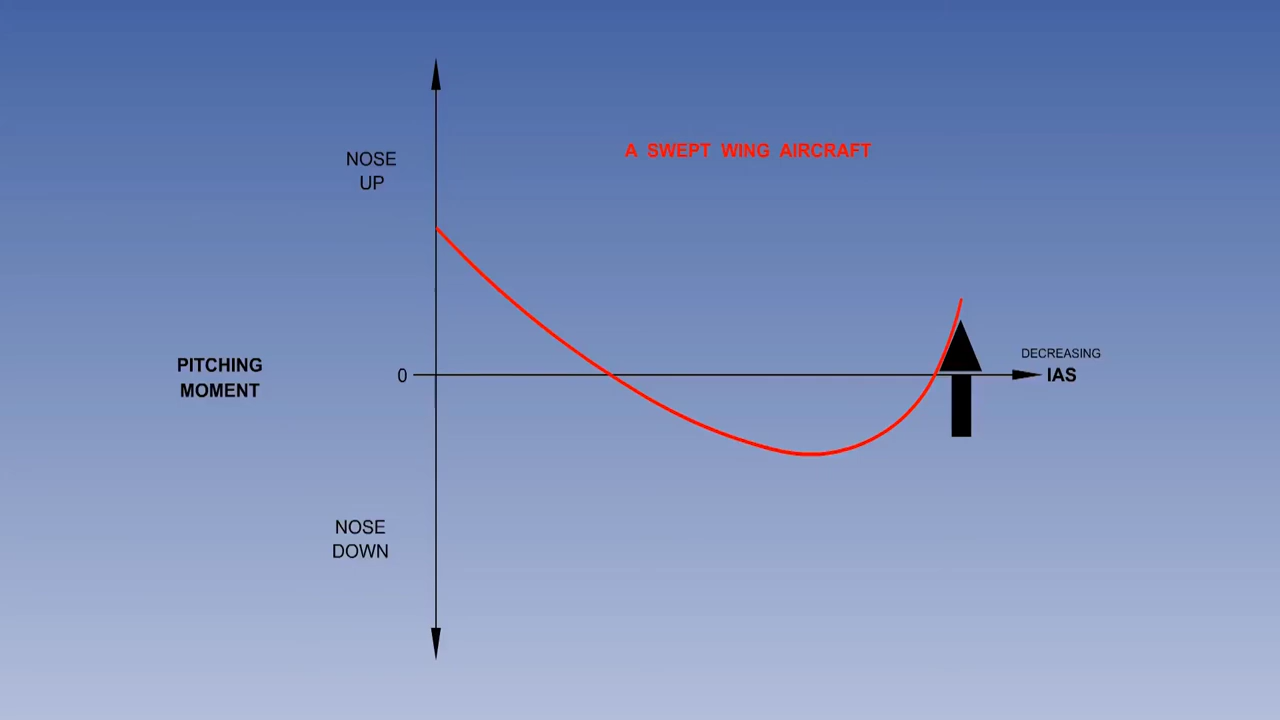 A SWEPT WING AIRCRAFT
NOSE
UP
PITCHING
MOMENT
0
DECREASING
IAS
NOSE
DOWN